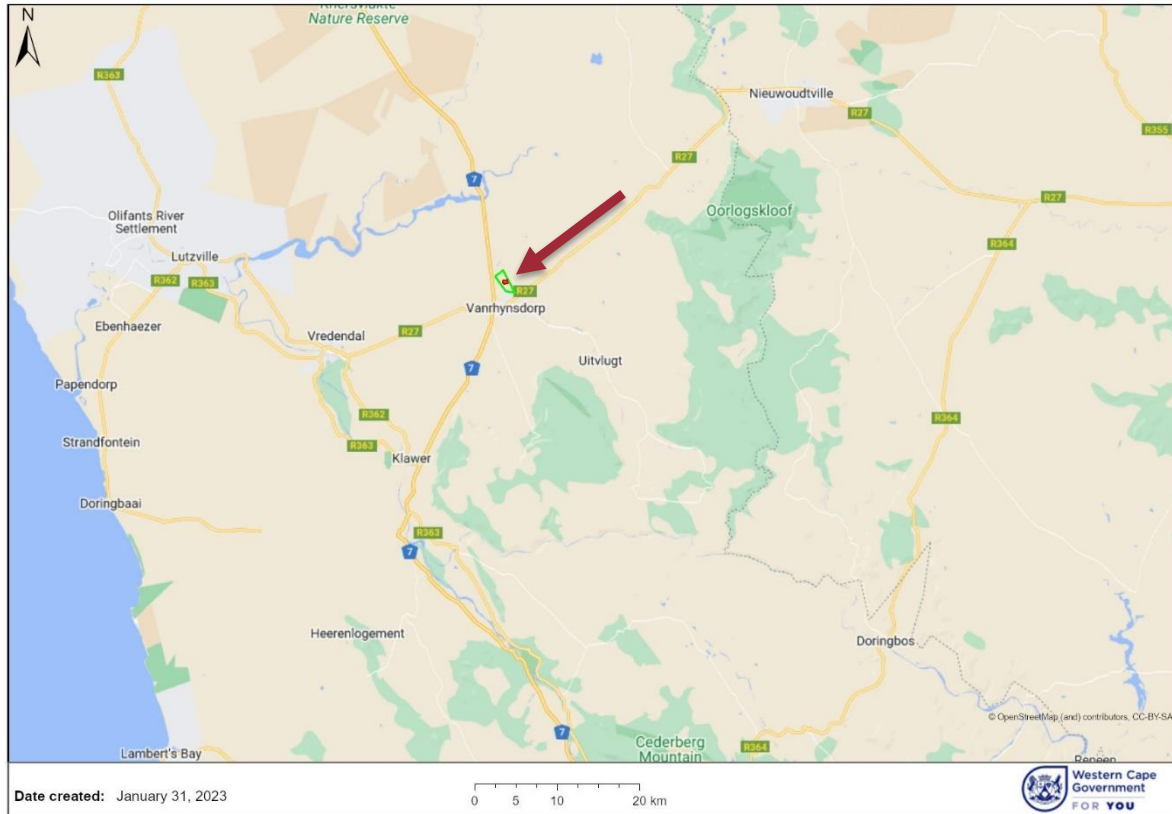 N
Knersvlakte
Nature Reserve
R363
Nieuwoudtville
R27
R355
R27
7
R27
Oorlogskloof
Olifants River
Settlement
R364
Lutzville
R362
R363
R27
Vanrhynsdorp
Ebenhaezer
Vredendal
R27
Uitvlugt
7
Papendorp
R362
R364
Strandfontein
R363
Klawer
Doringbaai
R363
7
Heerenlogement
Doringbos
© OpenStreetMap (and) contributors, CC-BY-SA
7
Cederberg
Mountain
R364
Lambert's Bay
Date created: January 31, 2023
0 5 10 20 km
Western Cape
Government
FOR YOU